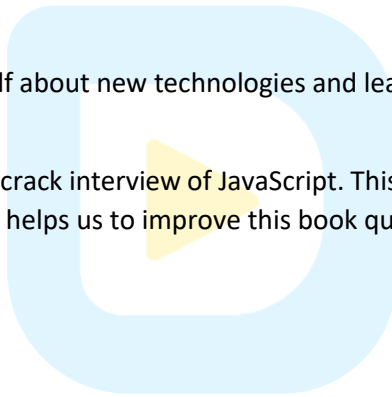 lf about new technologies and lea
crack interview of JavaScript. This
helps us to improve this book qu